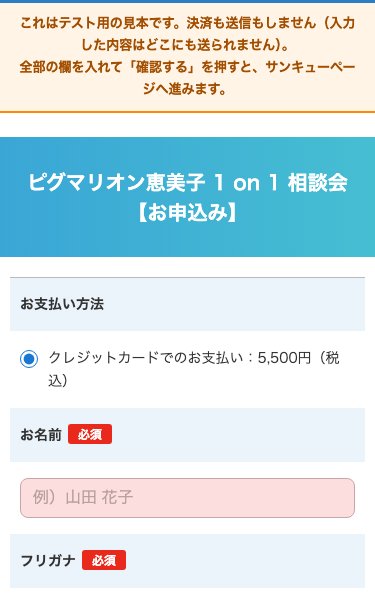 これはテスト用の見本です。決済も送信もしません（入力
した内容はどこにも送られません）。
全部の欄を入れて「確認する」を押すと、サンキューペー
ジへ進みます。
ピグマリオン恵美子 1 on 1 相談会
【お申込み】
お支払い方法
クレジットカードでのお支払い：5,500円（税
込）
お名前 必須
例）山田 花子
フリガナ 必須